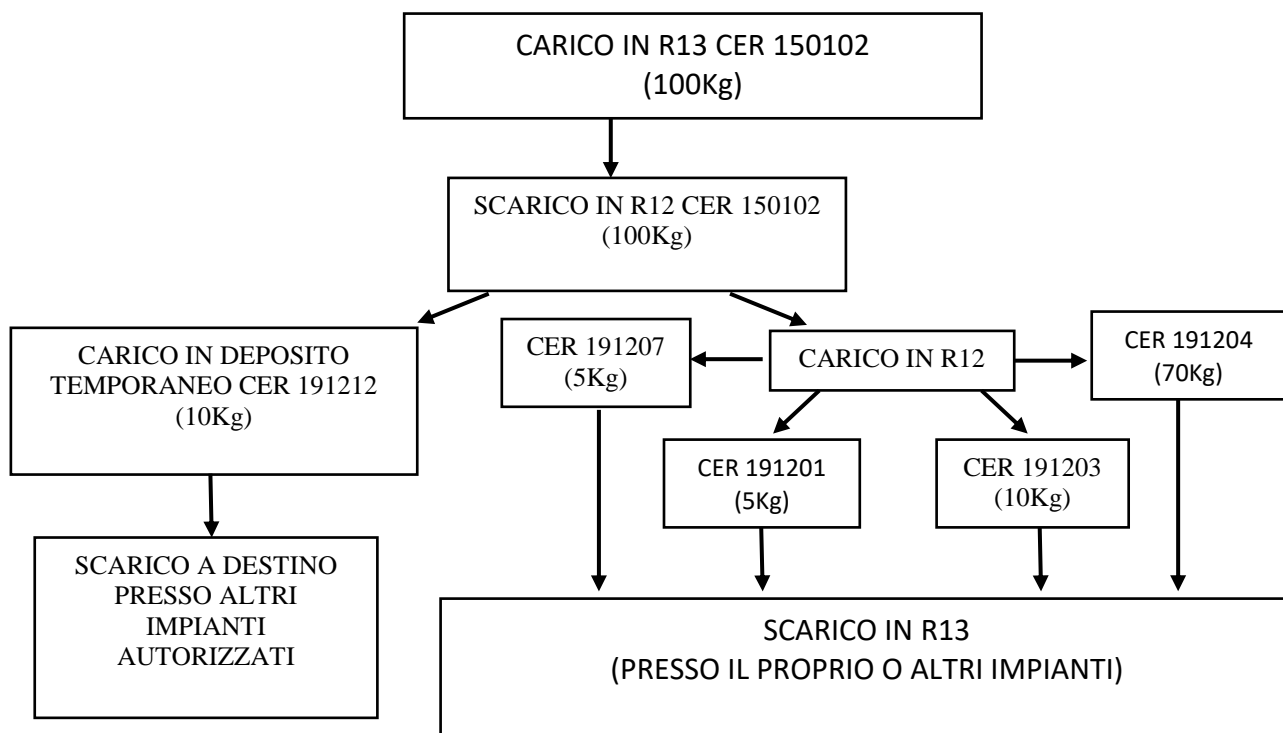 CARICO IN R13 CER 150102
(100Kg)
SCARICO IN R12 CER 150102
(100Kg)
CARICO IN DEPOSITO
TEMPORANEO CER 191212
(10Kg)
CER 191207
(5Kg)
CARICO IN R12
CER 191204
(70Kg)
CER 191201
(5Kg)
CER 191203
(10Kg)
SCARICO A DESTINO
PRESSO ALTRI
IMPIANTI
AUTORIZZATI
SCARICO IN R13
(PRESSO IL PROPRIO O ALTRI IMPIANTI)